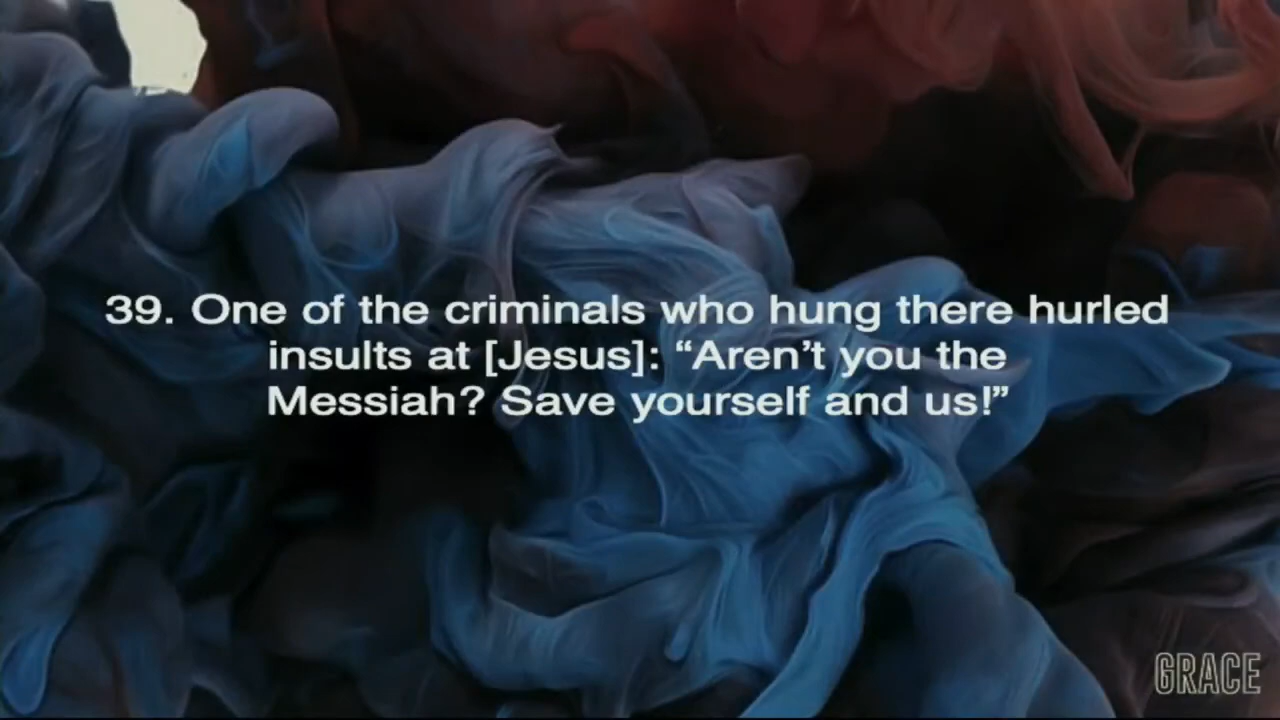 39. One of the criminals who hung there hurled
insults at [Jesus]: “Aren’t you the
Messiah? Save yourself and us!”
GRACE